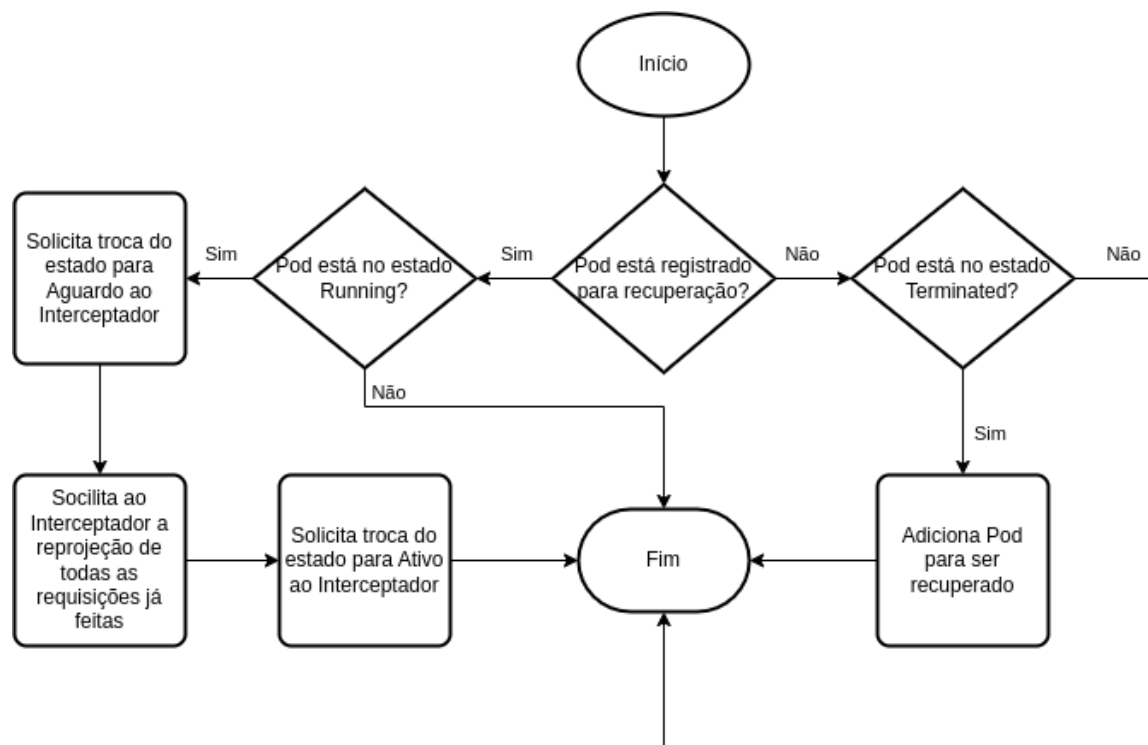 Início
Solicita troca do
estado para
Aguardo ao
Interceptador
Sim
Pod está no estado
Running?
Sim
Pod está registrado
para recuperação?
Não
Pod está no estado
Terminated?
Não
Não
Sim
Socilita ao
Interceptador a
reprojeção de
todas as
requisições já
feitas
Solicita troca do
estado para Ativo
ao Interceptador
Fim
Adiciona Pod
para ser
recuperado